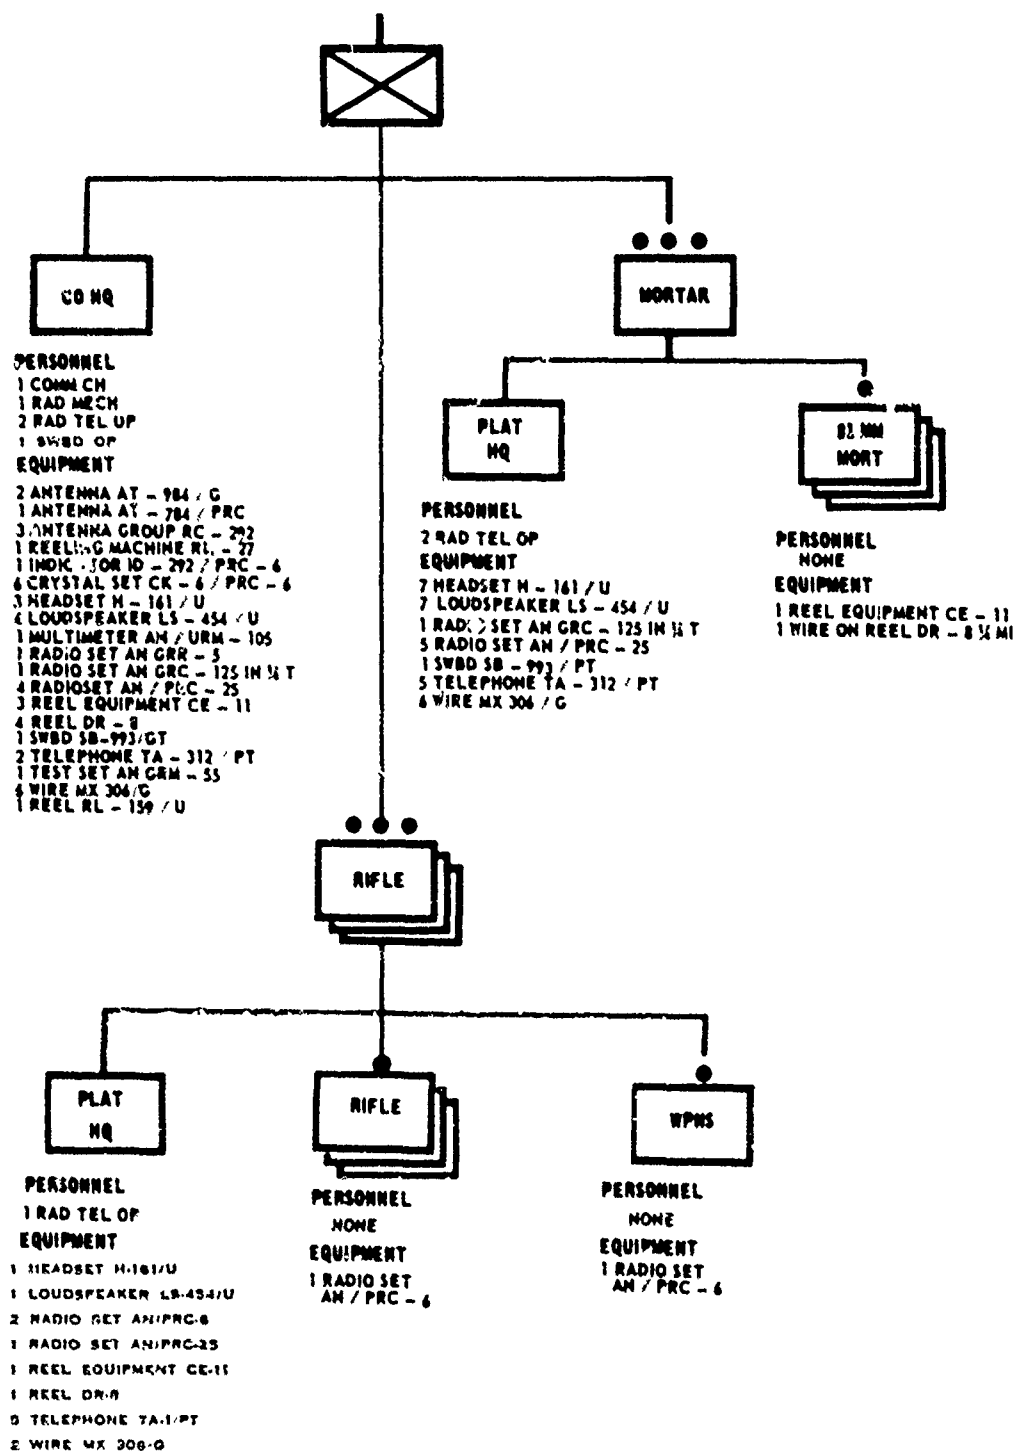 CO HQ
PERSONNEL
1 COMM CH
1 RAD MECH
2 RAD TEL OP
1 SWBD OP
EQUIPMENT
2 ANTENNA AT - 984 / G
1 ANTENNA AT - 784 / PRC
3 ANTENNA GROUP RC - 292
1 REELING MACHINE RL - 27
1 ID - 292 / PRC - 6
6 CRYSTAL SET CK - 6 / PRC - 6
3 HEADSET H - 161 / U
LOUDSPEAKER LS - 454 / U
1 MULTIMETER AN / URM - 105
1 RADIO SET AN GRR - 5
1 RADIO SET AN GRC - 125 IN ¼ T
4 RADIOSET AN / PRC - 25
3 REEL EQUIPMENT CE - 11
4 REEL DR - 8
1 SWBD SB-993/GT
2 TELEPHONE TA - 312 / PT
1 TEST SET AN GRM - 55
WIRE MX 306/G
1 REEL RL - 159 / U
MORTAR
PLAT
HQ
PERSONNEL
2 RAD TEL OP
EQUIPMENT
7 HEADSET H - 161 / U
7 LOUDSPEAKER LS - 454 / U
1 RADIO SET AN GRC - 125 IN ¼ T
5 RADIO SET AN / PRC - 25
1 SWBD SB - 993 / PT
5 TELEPHONE TA - 312 / PT
6 WIRE MX 306 / G
81 MM
MORT
PERSONNEL
NONE
EQUIPMENT
1 REEL EQUIPMENT CE - 11
1 WIRE ON REEL DR - 8 ¼ MI
RIFLE
PLAT
HQ
PERSONNEL
1 RAD TEL OP
EQUIPMENT
1 HEADSET H-161/U
1 LOUDSPEAKER LS-454/U
2 RADIO SET AN/PRC-6
1 RADIO SET AN/PRC-25
1 REEL EQUIPMENT CE-11
1 REEL DR-8
TELEPHONE TA-1/PT
2 WIRE MX 306-G
RIFLE
PERSONNEL
NONE
EQUIPMENT
1 RADIO SET
AN / PRC - 6
WPNS
PERSONNEL
NONE
EQUIPMENT
1 RADIO SET
AN / PRC - 6